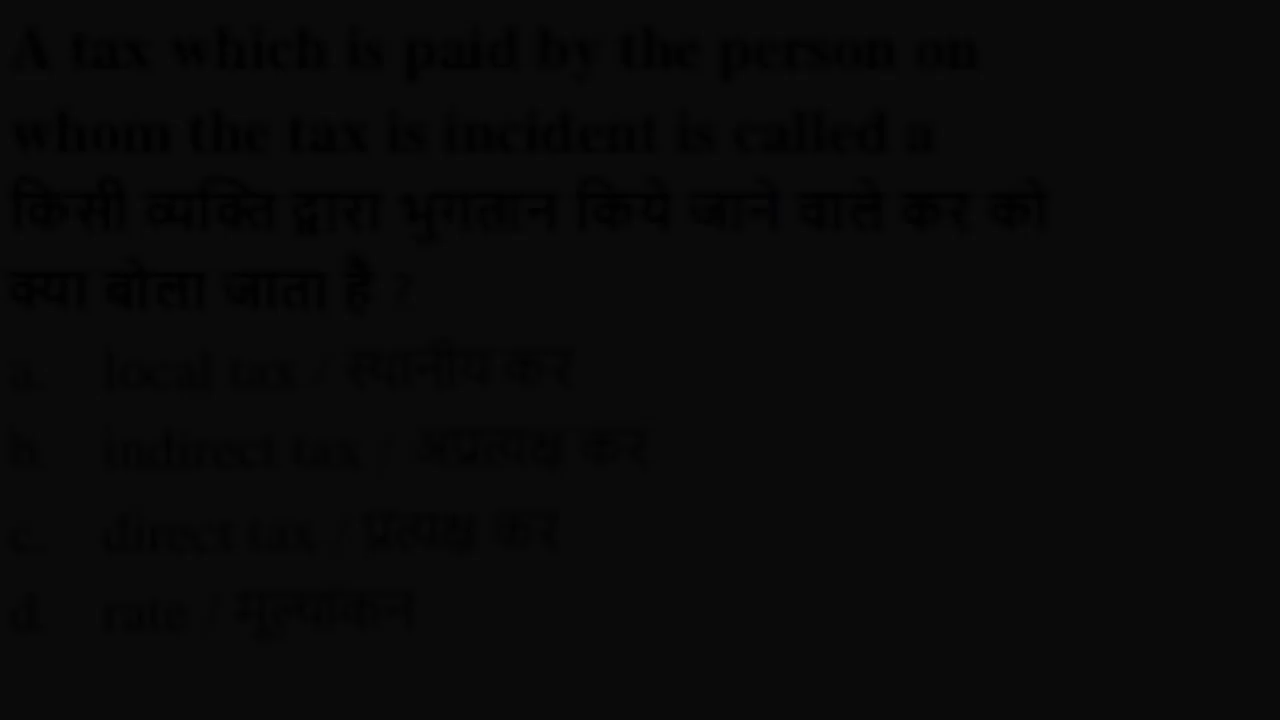 A tax which is paid by the person on
whom the tax is incident is called a
किसी व्यक्ति द्वारा भुगतान किये जाने वाले कर को
क्या बोला जाता है ?
a. local tax / स्थानीय कर
b. indirect tax / अप्रत्यक्ष कर
c. direct tax / प्रत्यक्ष कर
d. rate / मूल्यांकन